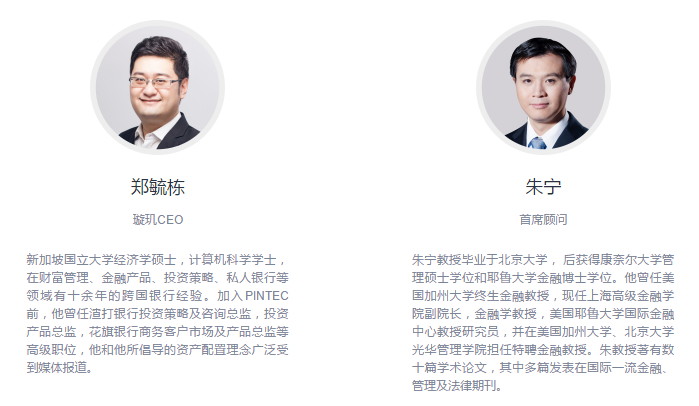 郑毓栋
璇玑CEO
新加坡国立大学经济学硕士，计算机科学学士，
在财富管理、金融产品、投资策略、私人银行等
领域有十余年的跨国银行经验。加入PINTEC
前，他曾任渣打银行投资策略及咨询总监，投资
产品总监，花旗银行商务客户市场及产品总监等
高级职位，他和他所倡导的资产配置理念广泛受
到媒体报道。
朱宁
首席顾问
朱宁教授毕业于北京大学， 后获得康奈尔大学管
理硕士学位和耶鲁大学金融博士学位。他曾任美
国加州大学终生金融教授，现任上海高级金融学
院副院长，金融学教授，美国耶鲁大学国际金融
中心教授研究员，并在美国加州大学、北京大学
光华管理学院担任特聘金融教授。朱教授著有数
十篇学术论文，其中多篇发表在国际一流金融、
管理及法律期刊。